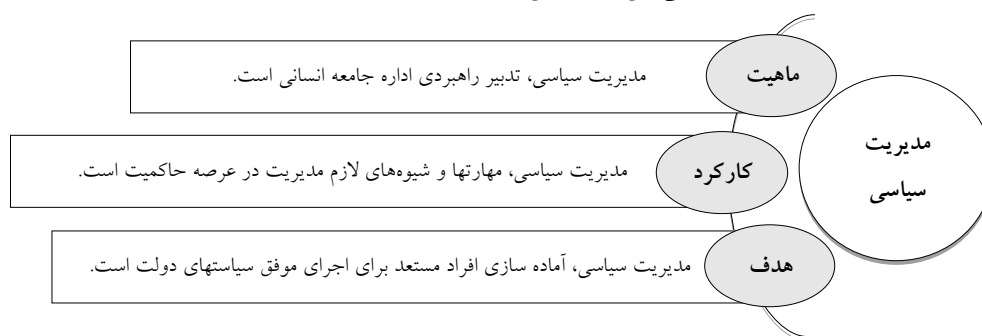 مدیریت
سیاسی
ماهیت
مدیریت سیاسی، تدبیر راهبردی اداره جامعه انسانی است.
کارکرد
مدیریت سیاسی، مهارتها و شیوه‌های لازم مدیریت در عرصه حاکمیت است.
هدف
مدیریت سیاسی، آماده سازی افراد مستعد برای اجرای موفق سیاستهای دولت است.